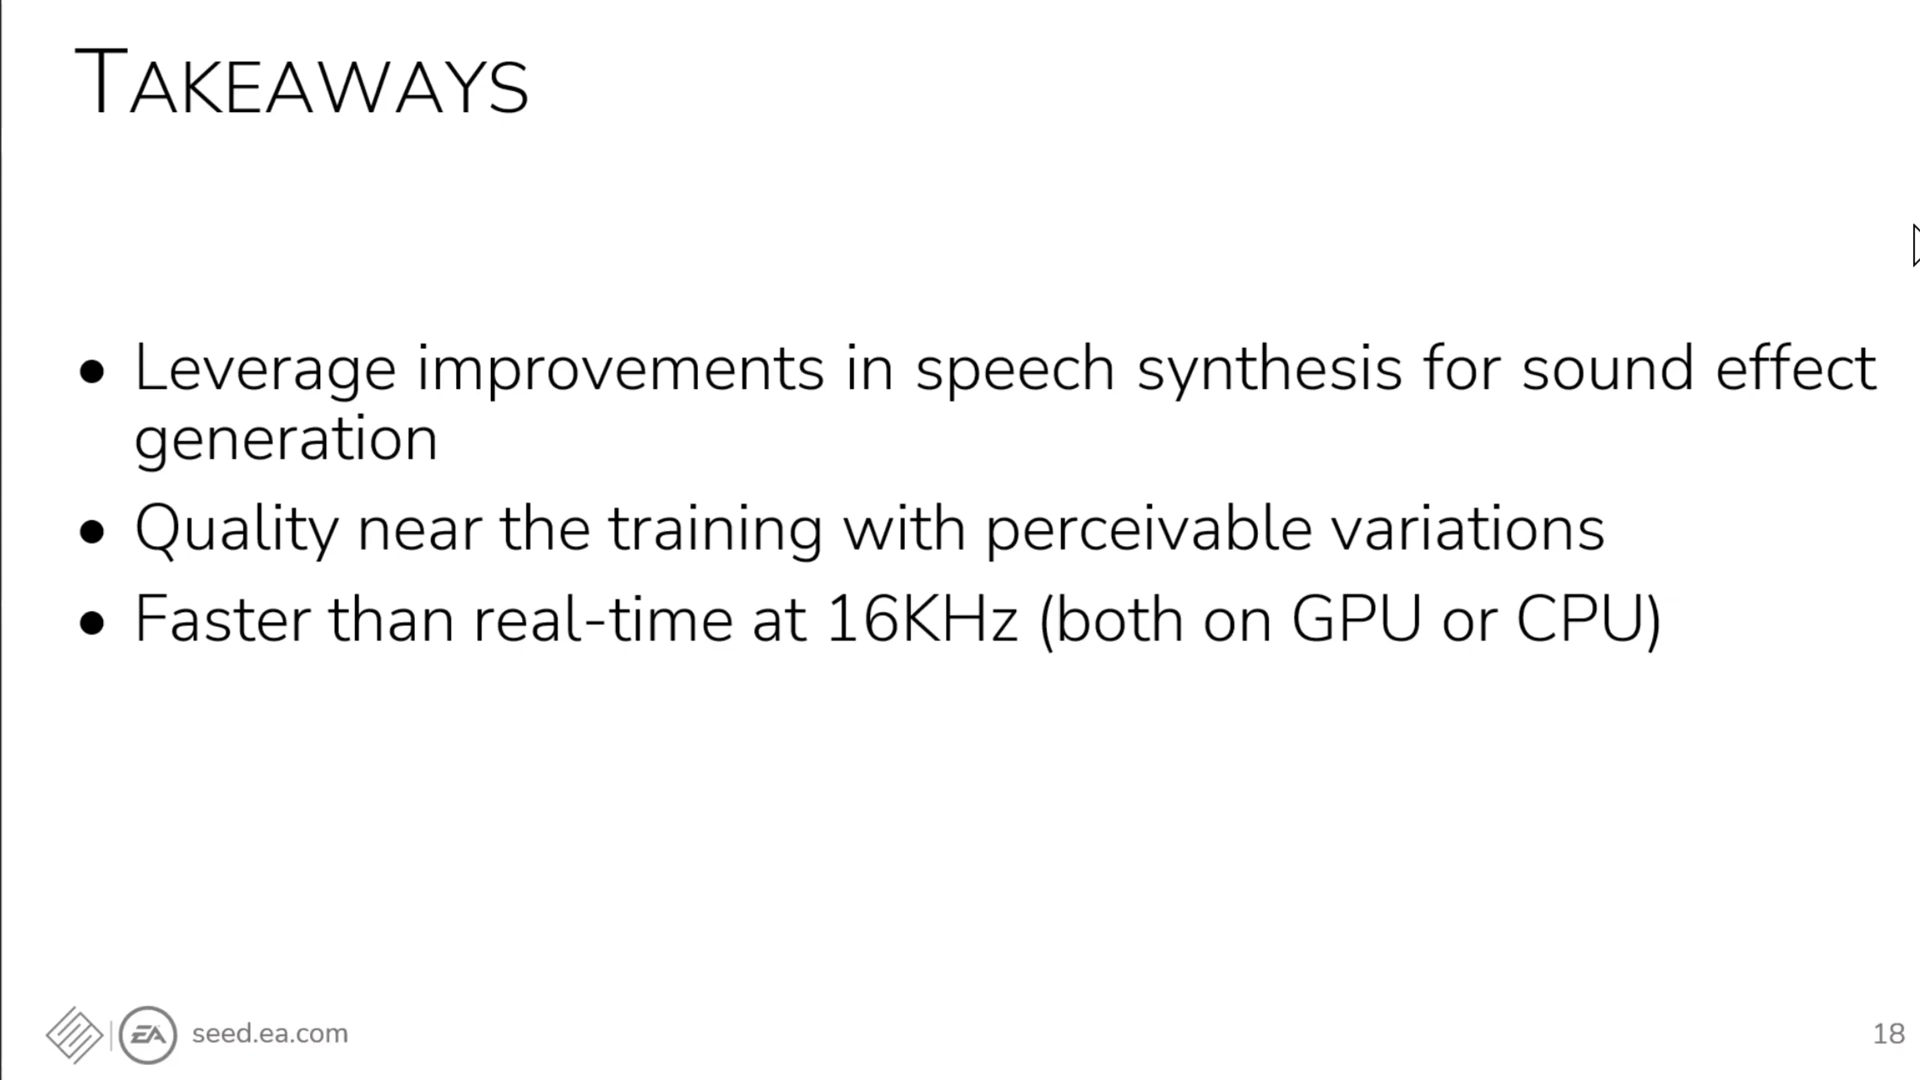 TAKEAWAYS
• Leverage improvements in speech synthesis for sound effect
generation
• Quality near the training with perceivable variations
• Faster than real-time at 16KHz (both on GPU or CPU)
EA seed.ea.com
18